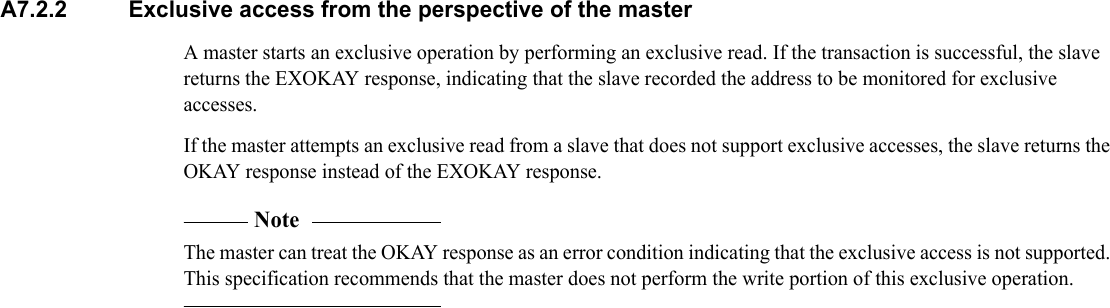 A7.2.2 Exclusive access from the perspective of the master
A master starts an exclusive operation by performing an exclusive read. If the transaction is successful, the slave
returns the EXOKAY response, indicating that the slave recorded the address to be monitored for exclusive
accesses.
If the master attempts an exclusive read from a slave that does not support exclusive accesses, the slave returns the
OKAY response instead of the EXOKAY response.
Note
The master can treat the OKAY response as an error condition indicating that the exclusive access is not supported.
This specification recommends that the master does not perform the write portion of this exclusive operation.